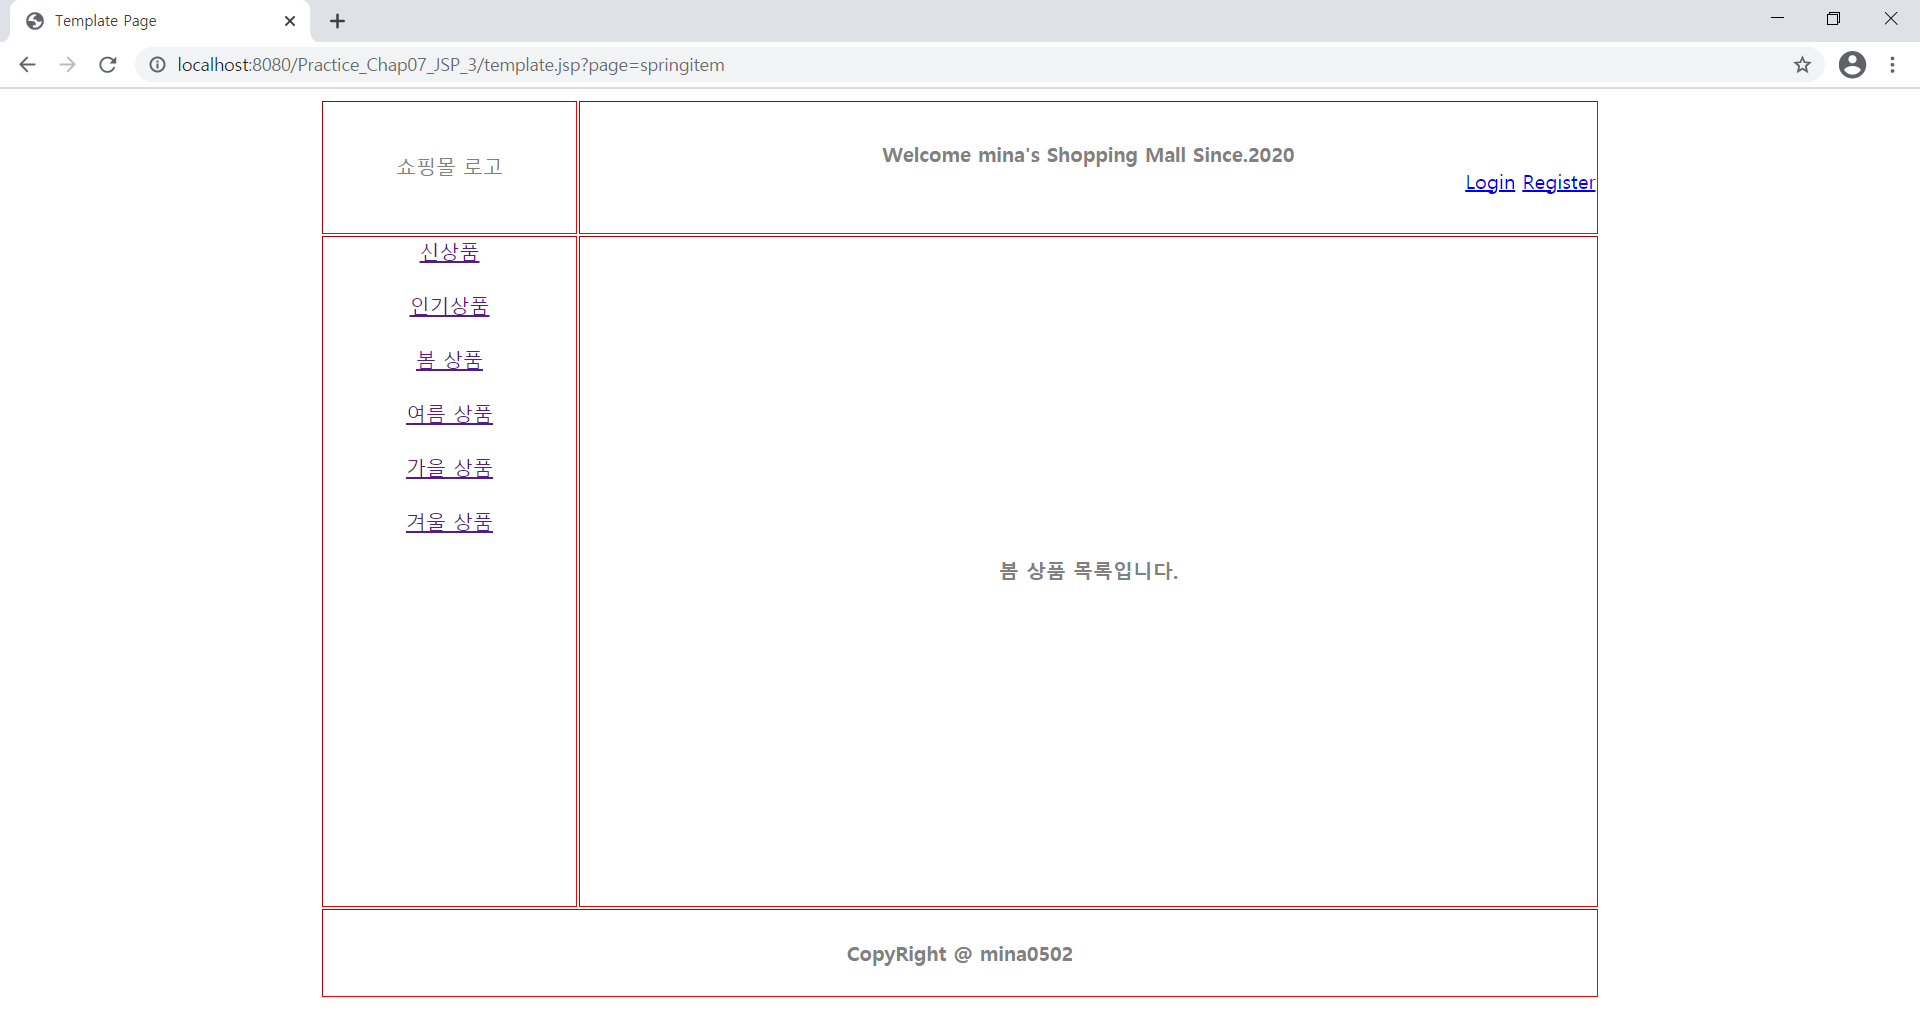 Template Page
localhost:8080/Practice_Chap07_JSP_3/template.jsp?page=springitem
쇼핑몰 로고
Welcome mina's Shopping Mall Since.2020
Login Register
신상품
인기상품
봄 상품
여름 상품
가을 상품
겨울 상품
봄 상품 목록입니다.
CopyRight @ mina0502